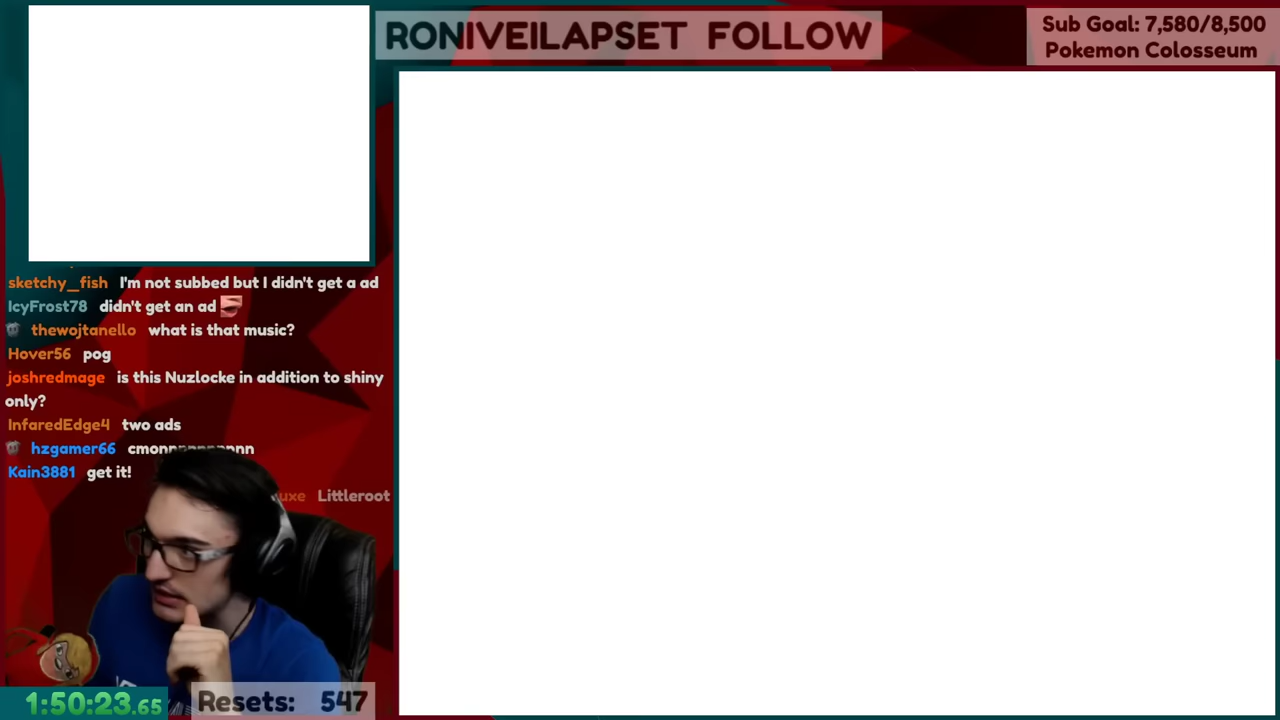 RONIVEILAPSET FOLLOW
Sub Goal: 7,580/8,500
Pokemon Colosseum
sketchy_fish I'm not subbed but I didn't get a ad
IcyFrost78 didn't get an ad
thewojtanello what is that music?
Hover56 pog
joshredmage is this Nuzlocke in addition to shiny
only?
InfaredEdge4 two ads
hzgamer66
Kain3881 get it!
Littleroot
1:50:23.65
Resets: 547